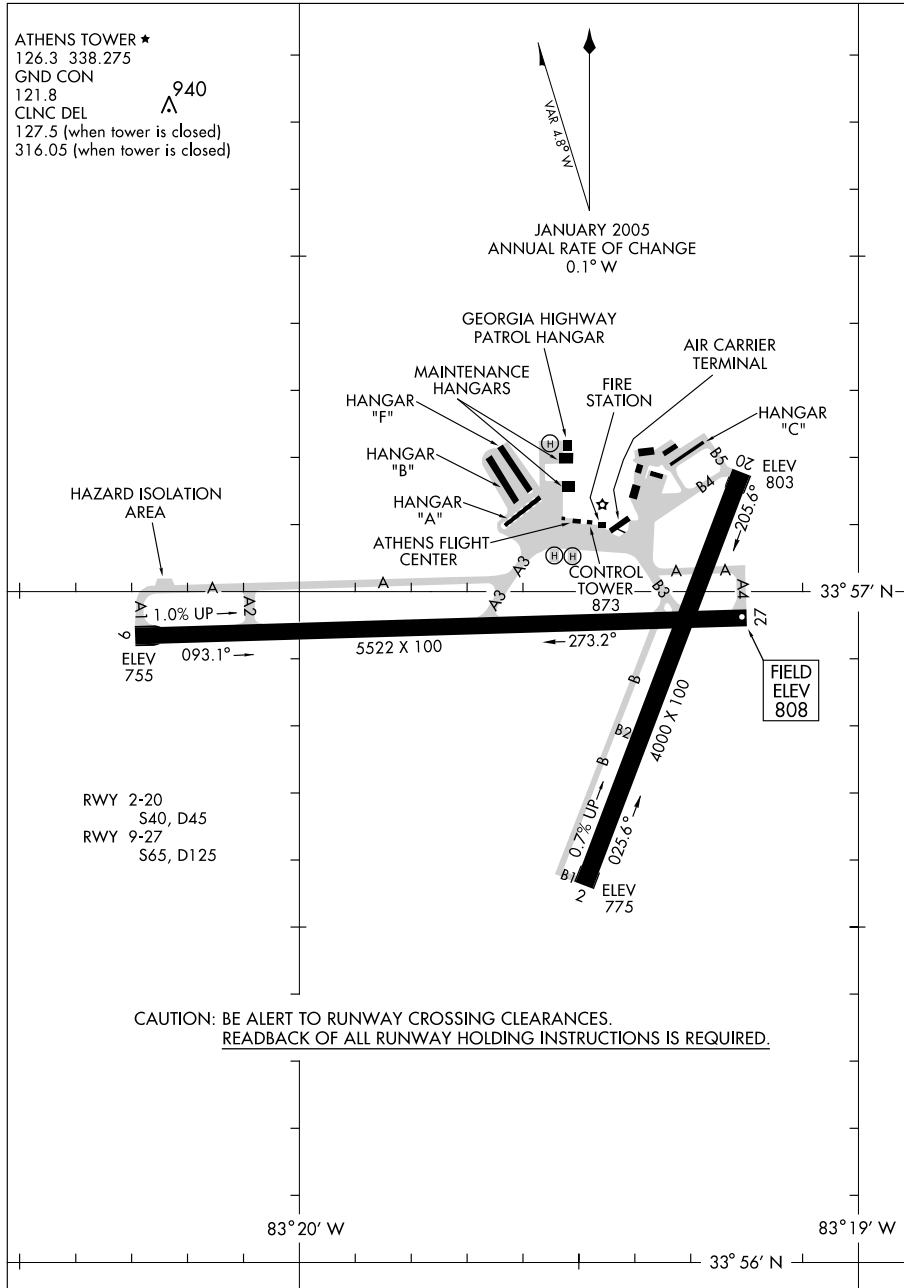 ATHENS TOWER ★
126.3 338.275
GND CON
121.8
CLNC DEL
127.5 (when tower is closed)
316.05 (when tower is closed)
940
VAR 4.8° W
JANUARY 2005
ANNUAL RATE OF CHANGE
0.1° W
GEORGIA HIGHWAY
PATROL HANGAR
AIR CARRIER
TERMINAL
MAINTENANCE
HANGARS
FIRE
STATION
HANGAR
"F"
HANGAR
"C"
HANGAR
"B"
HANGAR
"A"
H
B5
B4
20
ELEV
803
205.6°
HAZARD ISOLATION
AREA
ATHENS FLIGHT
CENTER
H H
CONTROL
TOWER
873
A3
A3
A
A
A
A
A4
B3
33° 57' N
A1
1.0% UP
A2
9
27
ELEV
755
093.1°
5522 X 100
273.2°
FIELD
ELEV
808
B
B2
B
4000 X 100
0.7% UP
025.6°
B1
2
ELEV
775
RWY 2-20
S40, D45
RWY 9-27
S65, D125
CAUTION: BE ALERT TO RUNWAY CROSSING CLEARANCES.
READBACK OF ALL RUNWAY HOLDING INSTRUCTIONS IS REQUIRED.
83° 20' W
83° 19' W
33° 56' N